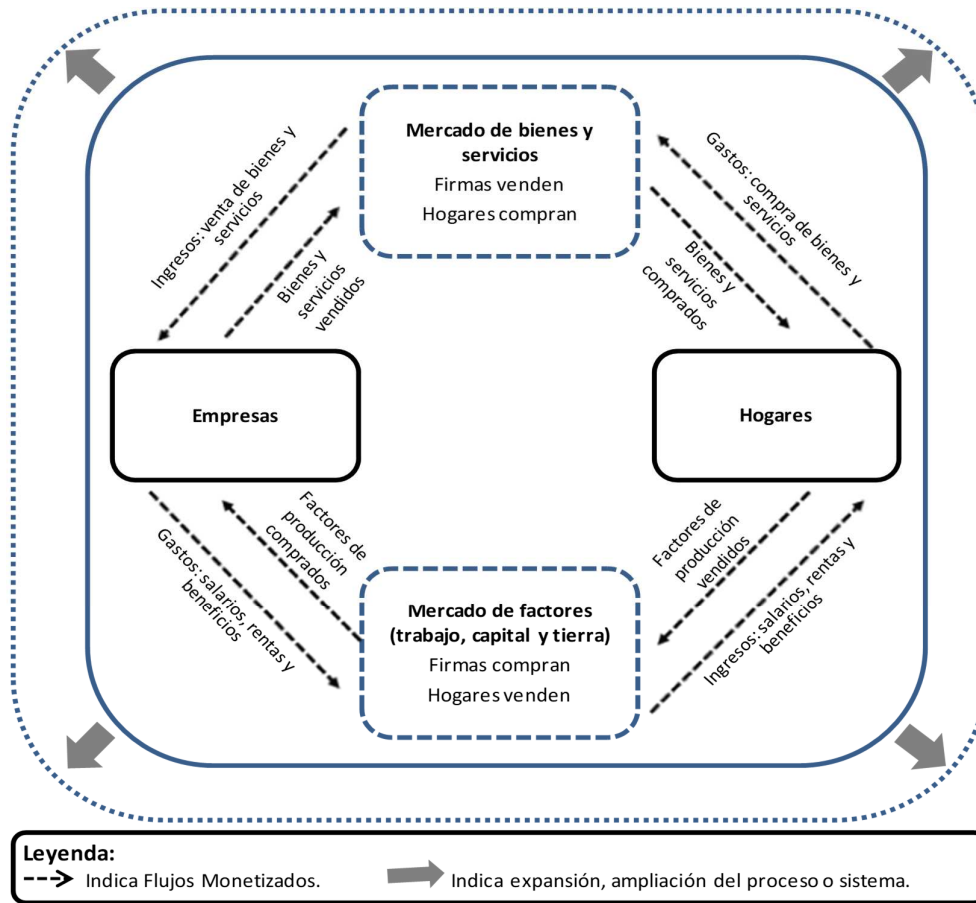 Mercado de bienes y
servicios
Firmas venden
Hogares compran
Ingresos: venta de bienes y
servicios
Bienes y
servicios
vendidos
Gastos: compra de bienes y
servicios
Bienes y
servicios
comprados
Empresas
Hogares
Gastos: salarios, rentas y
beneficios
Factores de
producción
comprados
Factores de
producción
vendidos
Ingresos: salarios, rentas y
beneficios
Mercado de factores
(trabajo, capital y tierra)
Firmas compran
Hogares venden
Leyenda:
Indica Flujos Monetizados.
Indica expansión, ampliación del proceso o sistema.